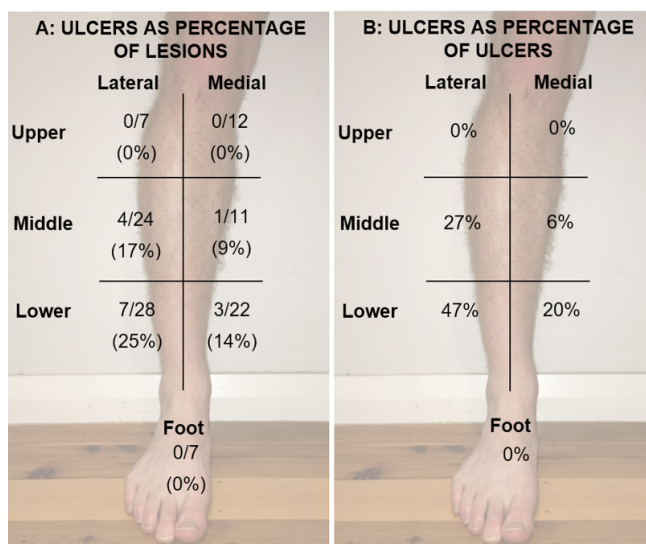 A: ULCERS AS PERCENTAGE
OF LESIONS
Lateral Medial
Upper 0/7 0/12
(0%) (0%)
Middle 4/24 1/11
(17%) (9%)
Lower 7/28 3/22
(25%) (14%)
Foot
0/7
(0%)
B: ULCERS AS PERCENTAGE
OF ULCERS
Lateral Medial
Upper 0% 0%
Middle 27% 6%
Lower 47% 20%
Foot
0%